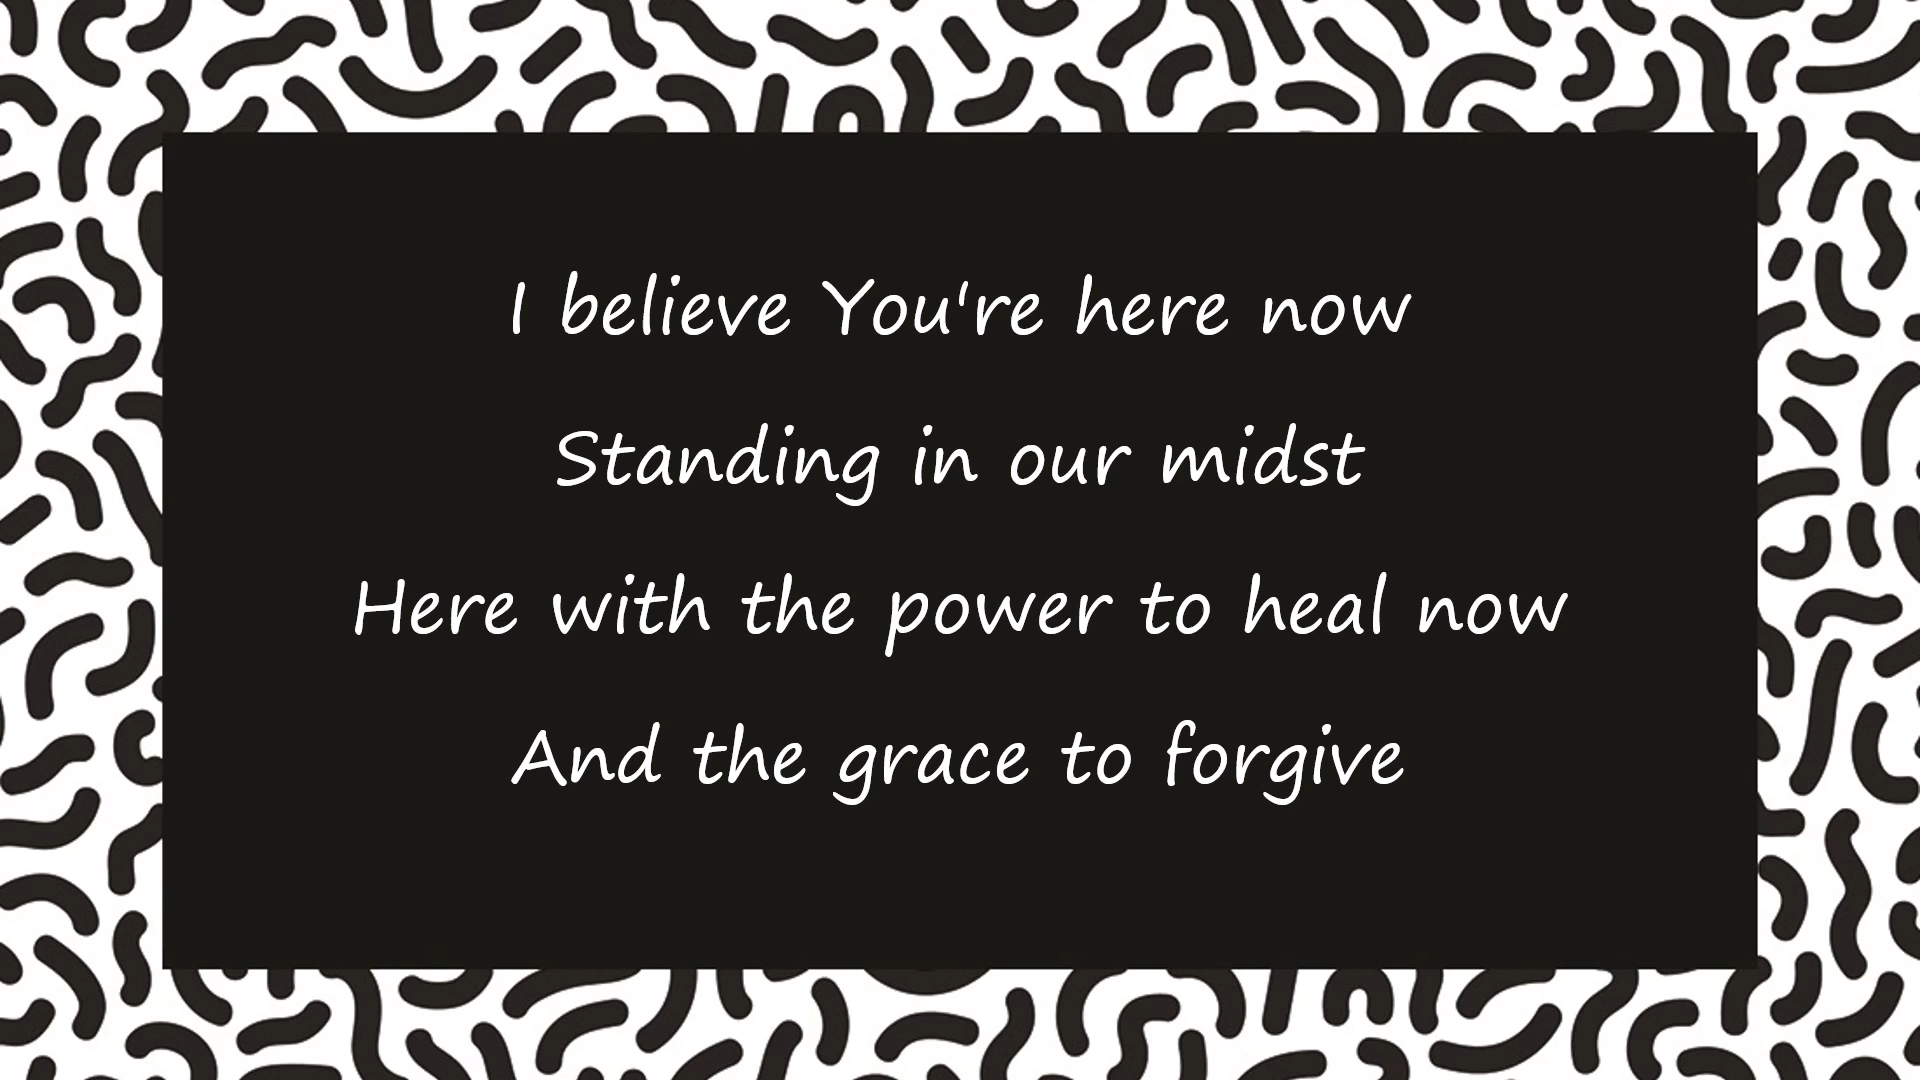 I believe You're here now
Standing in our midst
Here with the power to heal now
And the grace to forgive